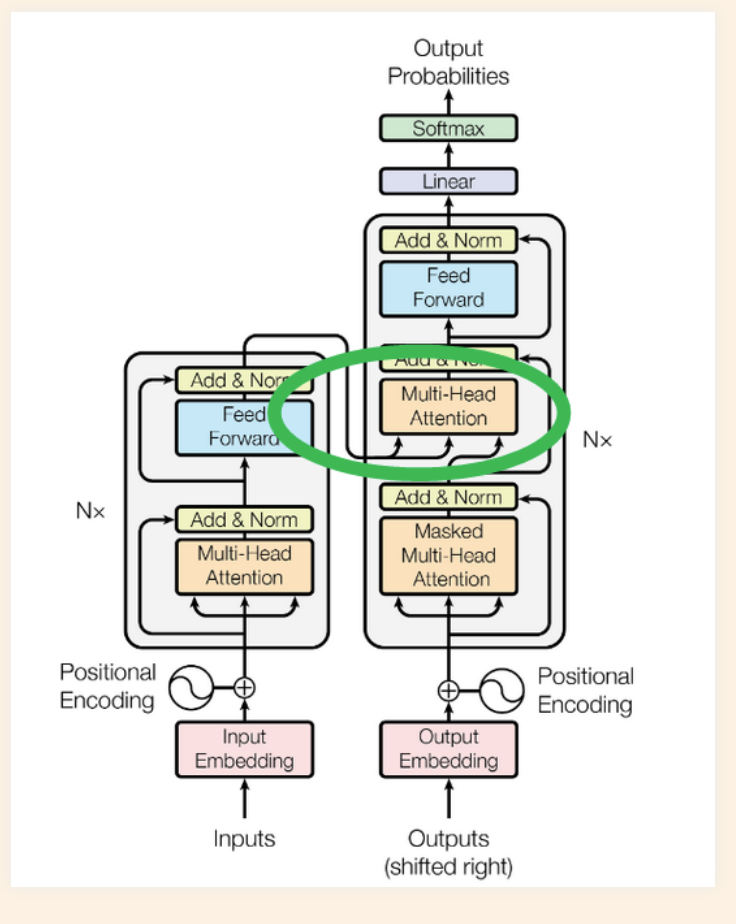 Output
Probabilities
Softmax
Linear
Add & Norm
Feed
Forward
Add & Norm
Multi-Head
Attention
Add & Norm
Masked
Multi-Head
Attention
Nx
Positional
Encoding
Output
Embedding
Outputs
(shifted right)
Add & Norm
Feed
Forward
Add & Norm
Multi-Head
Attention
Nx
Positional
Encoding
Input
Embedding
Inputs